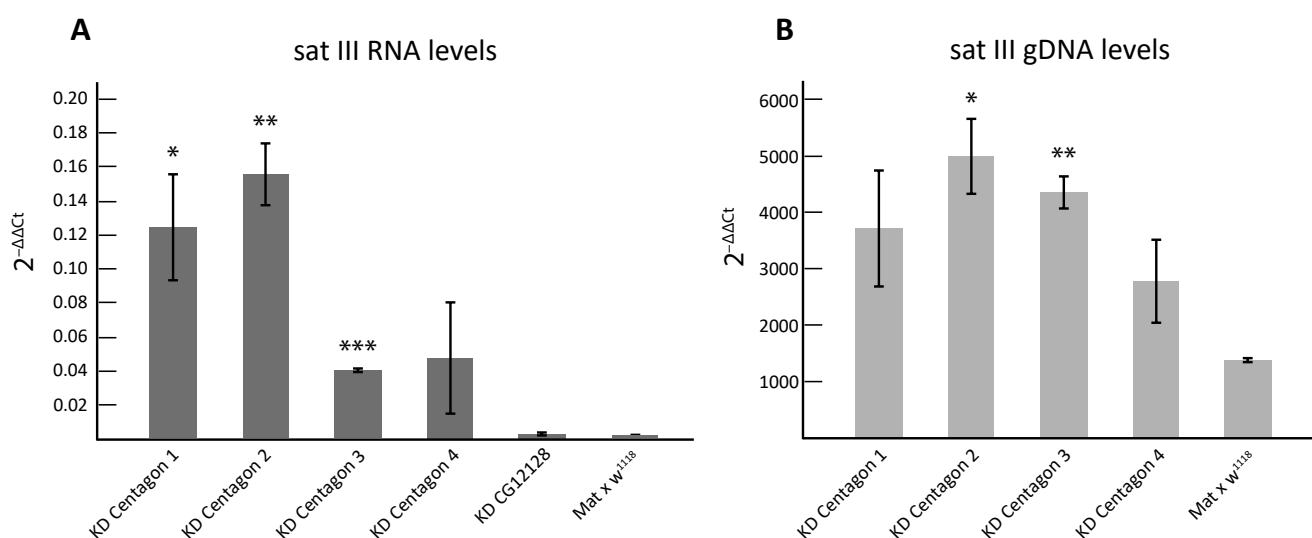 A
sat III RNA levels
2^−ΔΔCt
0.20
0.18
0.16
0.14
0.12
0.10
0.08
0.06
0.04
0.02
*
**
***
KD Centagon 1
KD Centagon 2
KD Centagon 3
KD Centagon 4
KD CG12128
Mat x w¹¹¹⁸
B
sat III gDNA levels
2^−ΔΔCt
6000
5000
4000
3000
2000
1000
*
**
KD Centagon 1
KD Centagon 2
KD Centagon 3
KD Centagon 4
Mat x w¹¹¹⁸